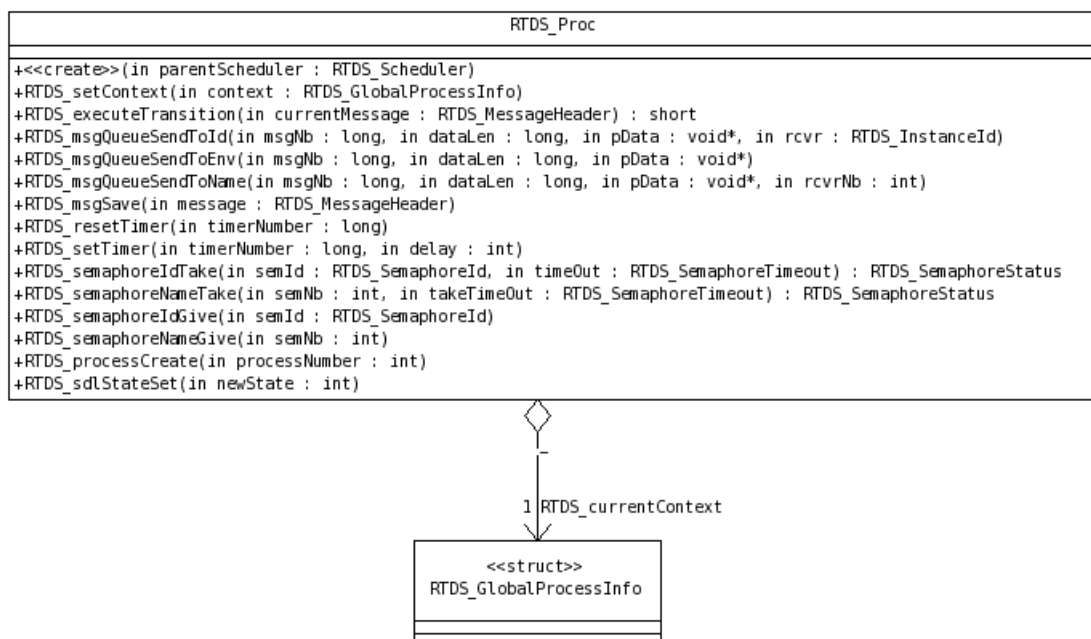 RTDS_Proc
+<<create>>(in parentScheduler : RTDS_Scheduler)
+RTDS_setContext(in context : RTDS_GlobalProcessInfo)
+RTDS_executeTransition(in currentMessage : RTDS_MessageHeader) : short
+RTDS_msgQueueSendToId(in msgNb : long, in dataLen : long, in pData : void*, in rcvr : RTDS_InstanceId)
+RTDS_msgQueueSendToEnv(in msgNb : long, in dataLen : long, in pData : void*)
+RTDS_msgQueueSendToName(in msgNb : long, in dataLen : long, in pData : void*, in rcvrNb : int)
+RTDS_msgSave(in message : RTDS_MessageHeader)
+RTDS_resetTimer(in timerNumber : long)
+RTDS_setTimer(in timerNumber : long, in delay : int)
+RTDS_semaphoreIdTake(in semId : RTDS_SemaphoreId, in timeOut : RTDS_SemaphoreTimeout) : RTDS_SemaphoreStatus
+RTDS_semaphoreNameTake(in semNb : int, in takeTimeOut : RTDS_SemaphoreTimeout) : RTDS_SemaphoreStatus
+RTDS_semaphoreIdGive(in semId : RTDS_SemaphoreId)
+RTDS_semaphoreNameGive(in semNb : int)
+RTDS_processCreate(in processNumber : int)
+RTDS_sdlStateSet(in newState : int)
-
1 RTDS_currentContext
<<struct>>
RTDS_GlobalProcessInfo